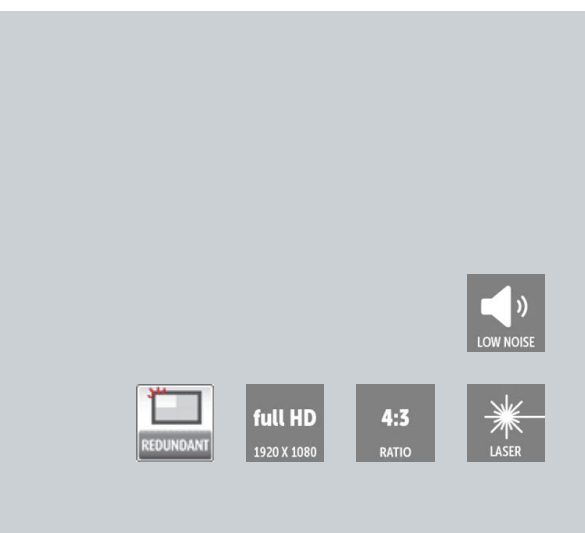 LOW NOISE
REDUNDANT
full HD
1920 X 1080
4:3
RATIO
LASER